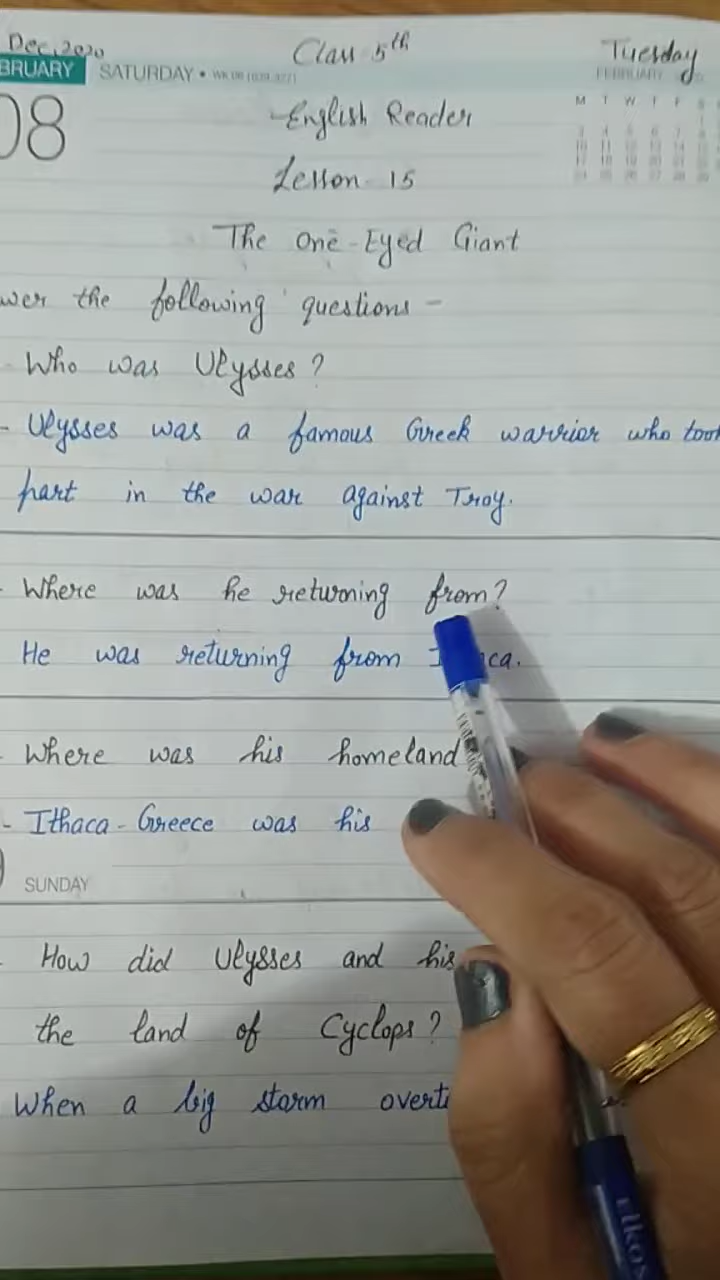 Dec, 2020 Class 5th Tuesday
BRUARY SATURDAY • FEBRUARY
08 English Reader
M T W T F S
Lesson - 15
The One-Eyed Giant
wer the following questions -
- Who was Ulysses?
- Ulysses was a famous Greek warrior who took
part in the war against Troy.
- Where was he returning from?
He was returning from
- Where was his homeland
- Ithaca - Greece was his
SUNDAY
- How did Ulysses and his
the land of Cyclops?
When a big storm overt
elkos